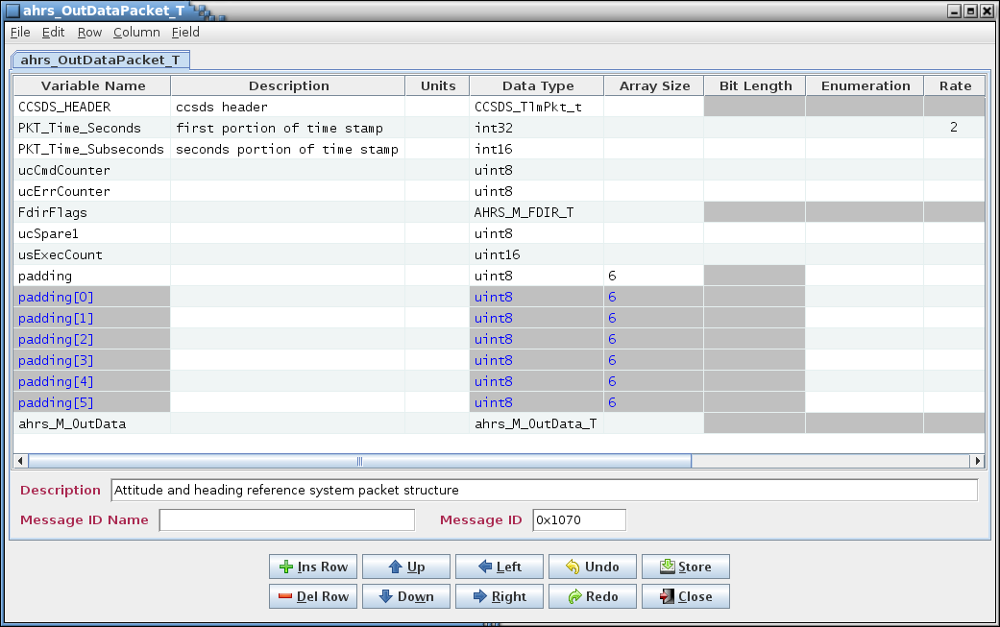 ahrs_OutDataPacket_T
File Edit Row Column Field
ahrs_OutDataPacket_T
Variable Name Description Units Data Type Array Size Bit Length Enumeration Rate
CCSDS_HEADER ccsds header CCSDS_TlmPkt_t
PKT_Time_Seconds first portion of time stamp int32 2
PKT_Time_Subseconds seconds portion of time stamp int16
ucCmdCounter uint8
ucErrCounter uint8
FdirFlags AHRS_M_FDIR_T
ucSpare1 uint8
usExecCount uint16
padding uint8 6
padding[0] uint8 6
padding[1] uint8 6
padding[2] uint8 6
padding[3] uint8 6
padding[4] uint8 6
padding[5] uint8 6
ahrs_M_OutData ahrs_M_OutData_T
Description Attitude and heading reference system packet structure
Message ID Name Message ID 0x1070
Ins Row Up Left Undo Store
Del Row Down Right Redo Close